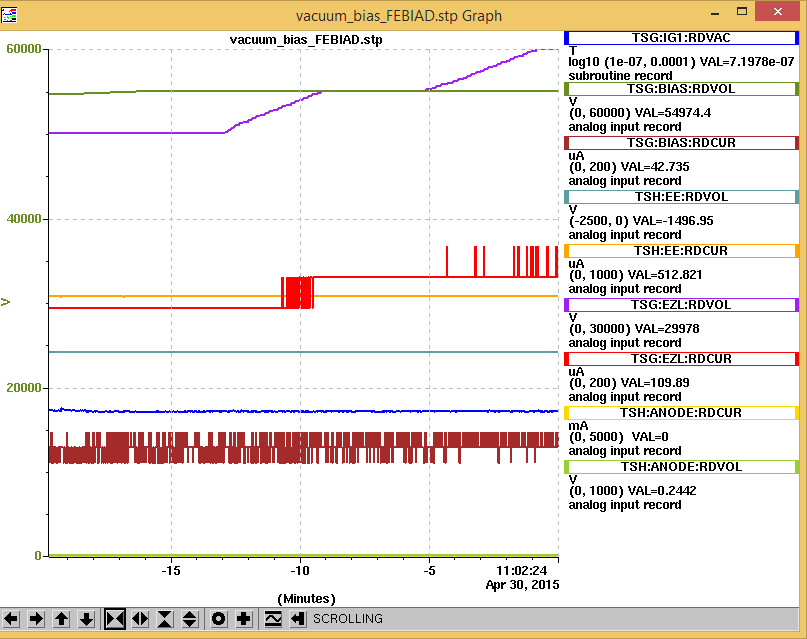 vacuum_bias_FEBIAD.stp Graph
vacuum_bias_FEBIAD.stp
60000
40000
V
20000
0
-15
-10
-5
11:02:24
Apr 30, 2015
(Minutes)
TSG:IG1:RDVAC
T
log10 (1e-07, 0.0001) VAL=7.1978e-07
subroutine record
TSG:BIAS:RDVOL
V
(0, 60000) VAL=54974.4
analog input record
TSG:BIAS:RDCUR
uA
(0, 200) VAL=42.735
analog input record
TSH:EE:RDVOL
V
(-2500, 0) VAL=-1496.95
analog input record
TSH:EE:RDCUR
uA
(0, 1000) VAL=512.821
analog input record
TSG:EZL:RDVOL
V
(0, 30000) VAL=29978
analog input record
TSG:EZL:RDCUR
uA
(0, 200) VAL=109.89
analog input record
TSH:ANODE:RDCUR
mA
(0, 5000) VAL=0
analog input record
TSH:ANODE:RDVOL
V
(0, 1000) VAL=0.2442
analog input record
SCROLLING